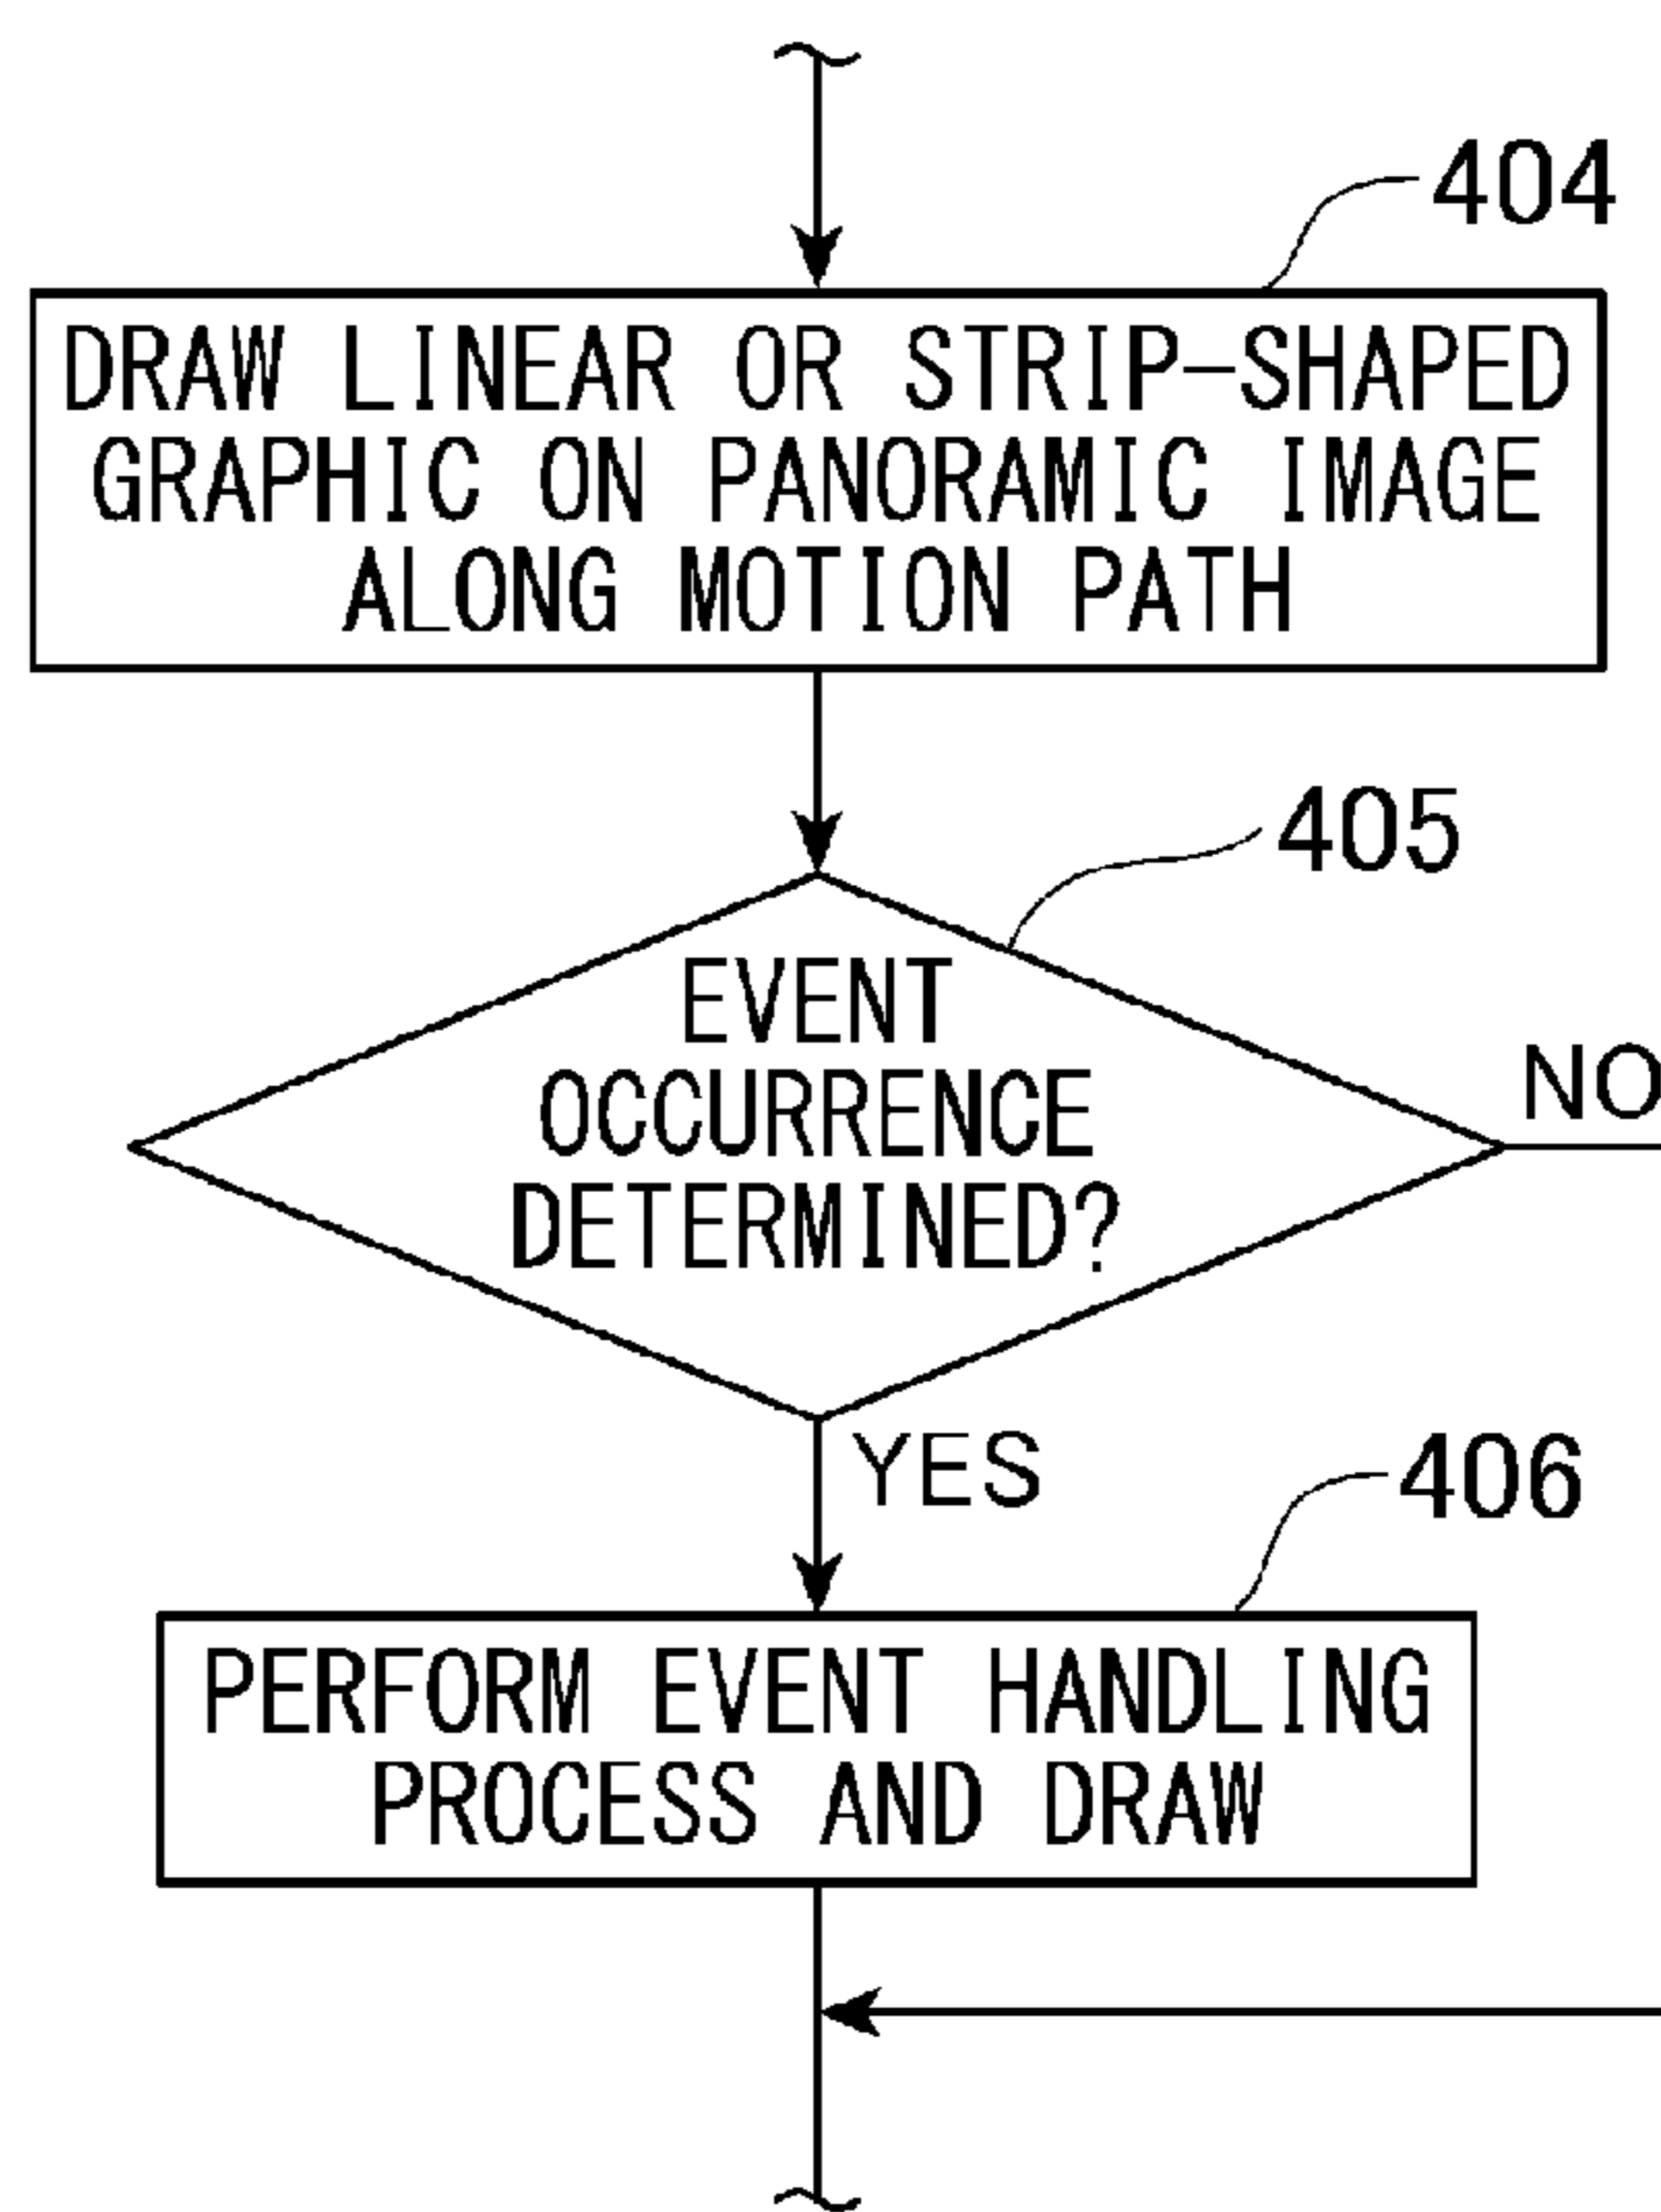 404
DRAW LINEAR OR STRIP-SHAPED
GRAPHIC ON PANORAMIC IMAGE
ALONG MOTION PATH
405
EVENT
OCCURRENCE
DETERMINED?
NO
YES
406
PERFORM EVENT HANDLING
PROCESS AND DRAW